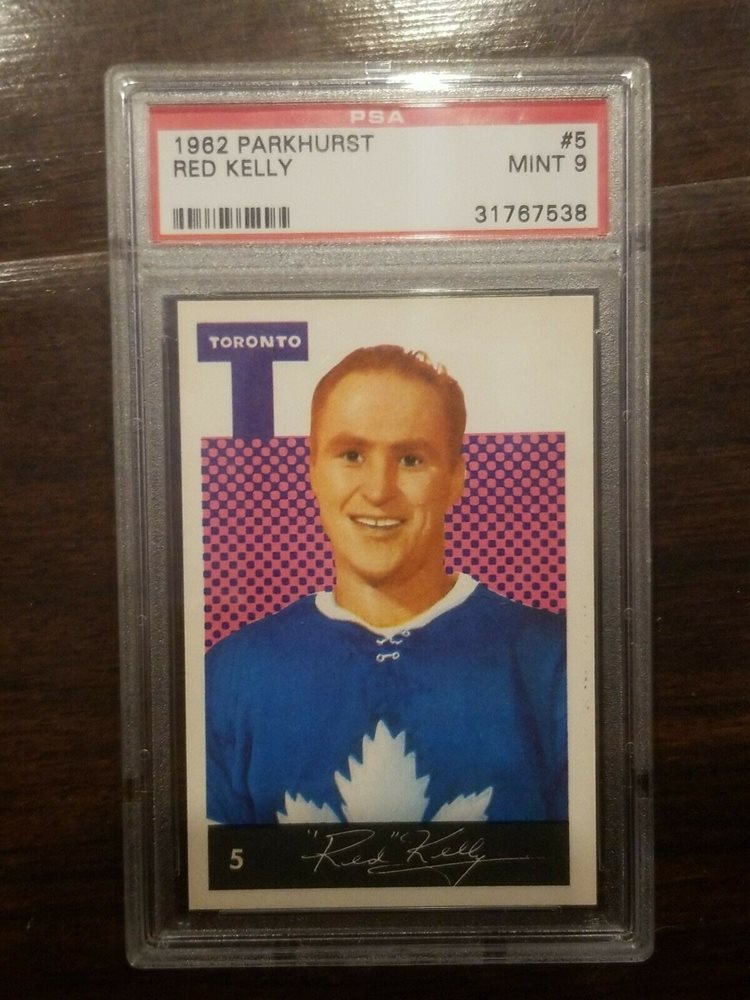 PSA
1962 PARKHURST #5
RED KELLY MINT 9
31767538
TORONTO
T
5 "Red" Kelly